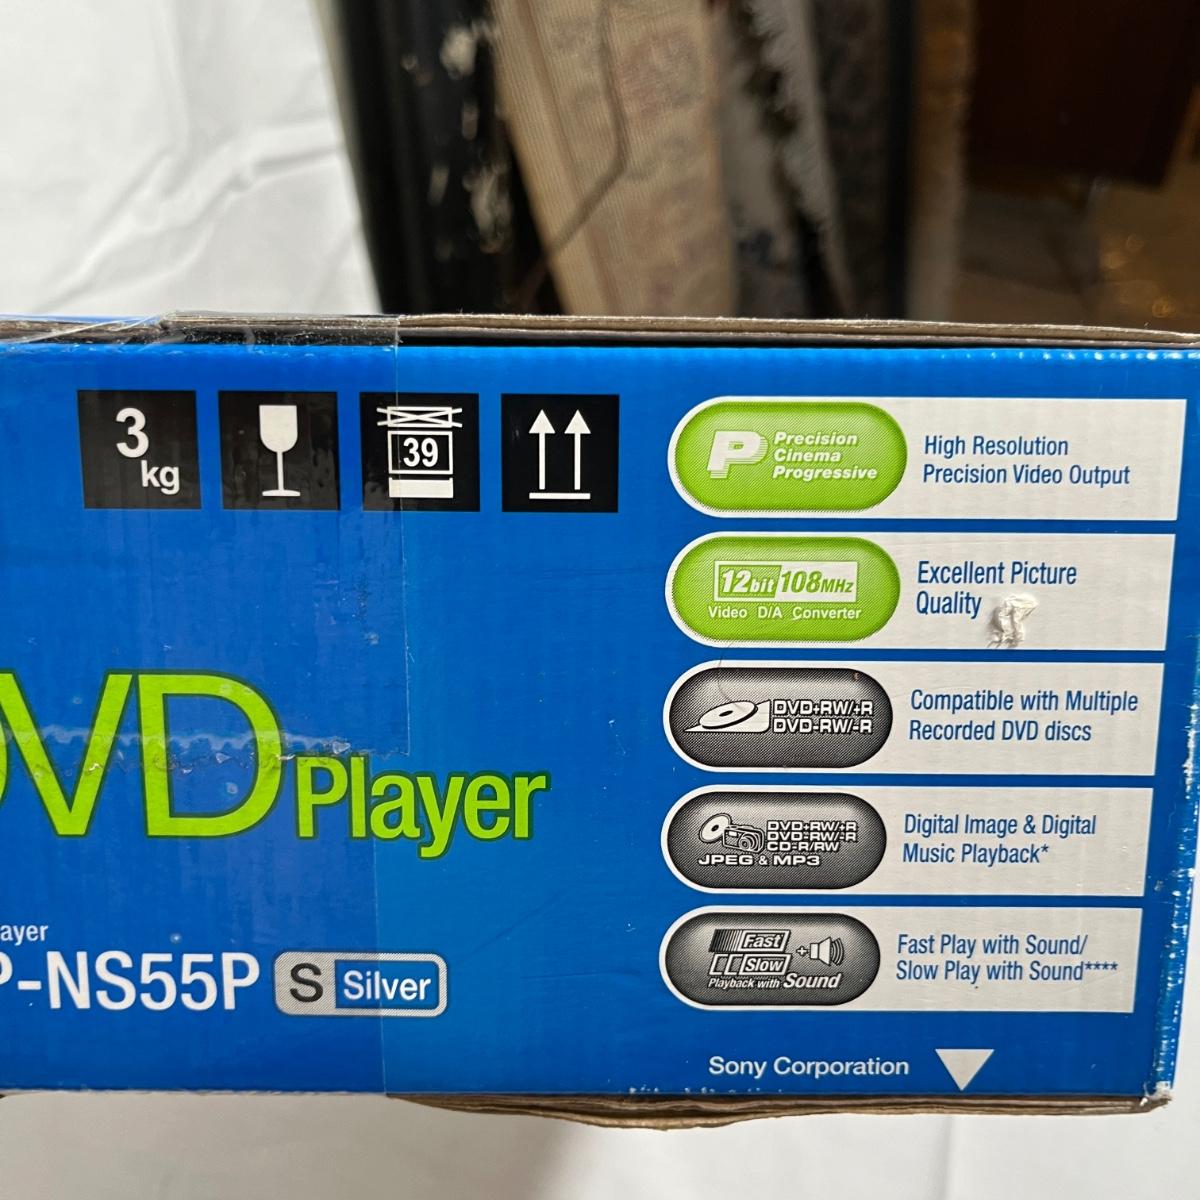 3
kg
39
P
Precision
Cinema
Progressive
High Resolution
Precision Video Output
12bit 108MHz
Video D/A Converter
Excellent Picture
Quality
DVD+RW/+R
DVD-RW/-R
Compatible with Multiple
Recorded DVD discs
DVD+RW/+R
DVD-RW/-R
CD-R/RW
JPEG & MP3
Digital Image & Digital
Music Playback*
Fast
Slow
+
Playback with Sound
Fast Play with Sound/
Slow Play with Sound****
DVD Player
ayer
P-NS55P S Silver
Sony Corporation